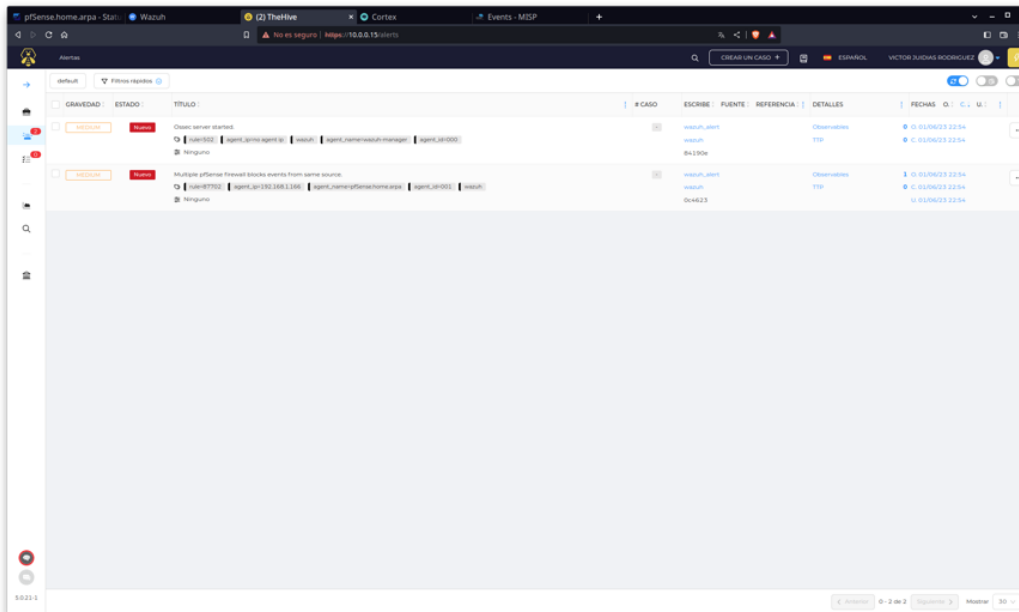 pfSense.home.arpa - Statu
Wazuh
(2) TheHive
Cortex
Events - MISP
No es seguro | https://10.0.0.15/alerts
Alertas
CREAR UN CASO +
ESPAÑOL
VICTOR JUIDIAS RODRIGUEZ
default
Filtros rápidos
GRAVEDAD ESTADO TÍTULO # CASO ESCRIBE FUENTE REFERENCIA DETALLES FECHAS O. C. U.
MEDIUM Nuevo Ossec server started. - wazuh_alert Observables 0 O. 01/06/23 22:54
rule=502 agent_ip=no agent ip wazuh agent_name=wazuh-manager agent_id=000 wazuh TTP 0 C. 01/06/23 22:54
Ninguno 84190e
MEDIUM Nuevo Multiple pfSense firewall blocks events from same source. - wazuh_alert Observables 1 O. 01/06/23 22:54
rule=87702 agent_ip=192.168.1.166 agent_name=pfSense.home.arpa agent_id=001 wazuh wazuh TTP 0 C. 01/06/23 22:54
Ninguno 0c4623 U. 01/06/23 22:54
2
0
5.0.21-1
Anterior 0 - 2 de 2 Siguiente Mostrar 30